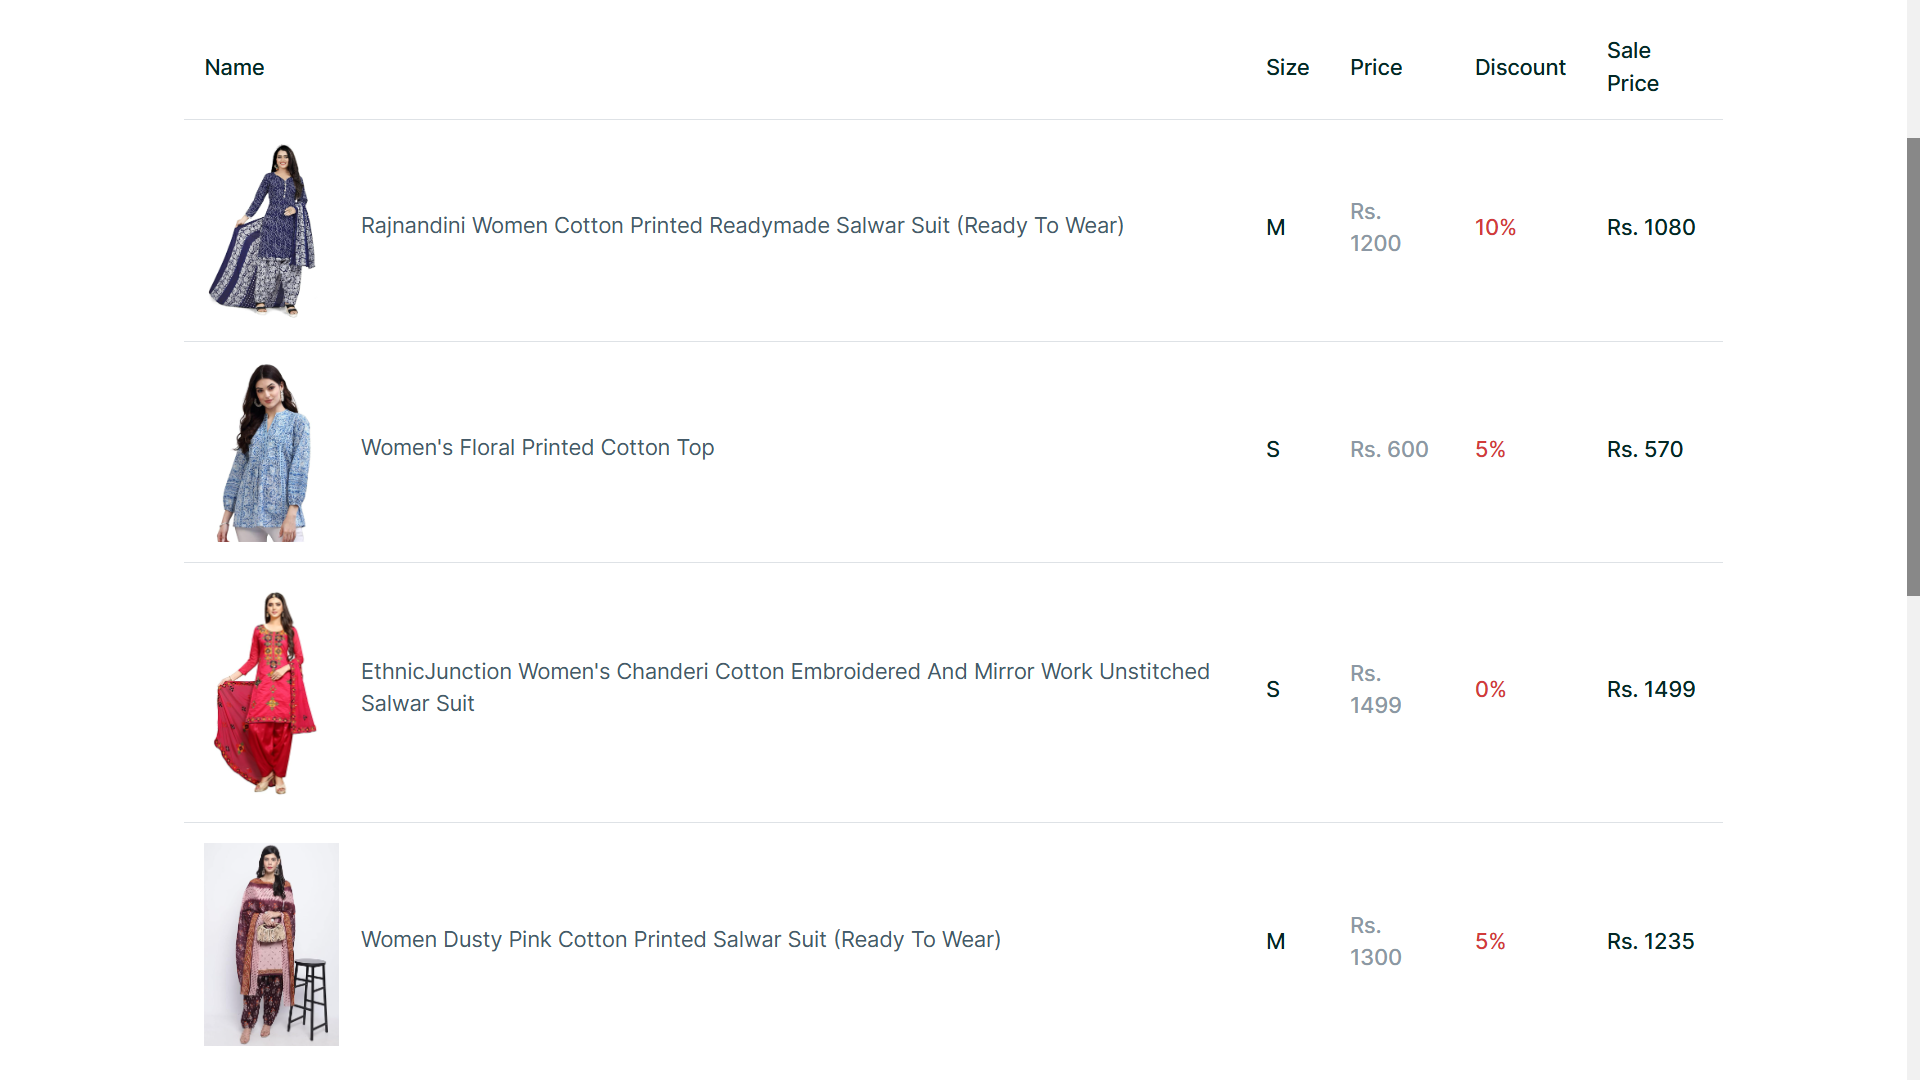 Name Size Price Discount Sale
Price
Rajnandini Women Cotton Printed Readymade Salwar Suit (Ready To Wear) M Rs.
1200 10% Rs. 1080
Women's Floral Printed Cotton Top S Rs. 600 5% Rs. 570
EthnicJunction Women's Chanderi Cotton Embroidered And Mirror Work Unstitched
Salwar Suit S Rs.
1499 0% Rs. 1499
Women Dusty Pink Cotton Printed Salwar Suit (Ready To Wear) M Rs.
1300 5% Rs. 1235